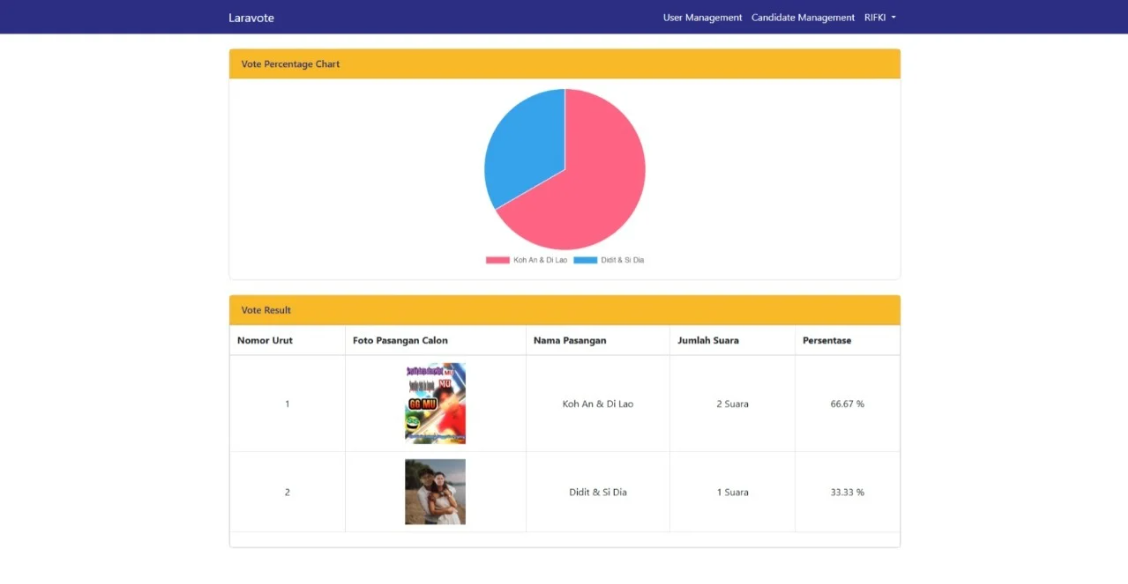 Laravote User Management Candidate Management RIFKI
Vote Percentage Chart
Koh An & Di Lao Didit & Si Dia
Vote Result
Nomor Urut Foto Pasangan Calon Nama Pasangan Jumlah Suara Persentase
MU
MU
GG MU
1 Koh An & Di Lao 2 Suara 66.67 %
2 Didit & Si Dia 1 Suara 33.33 %